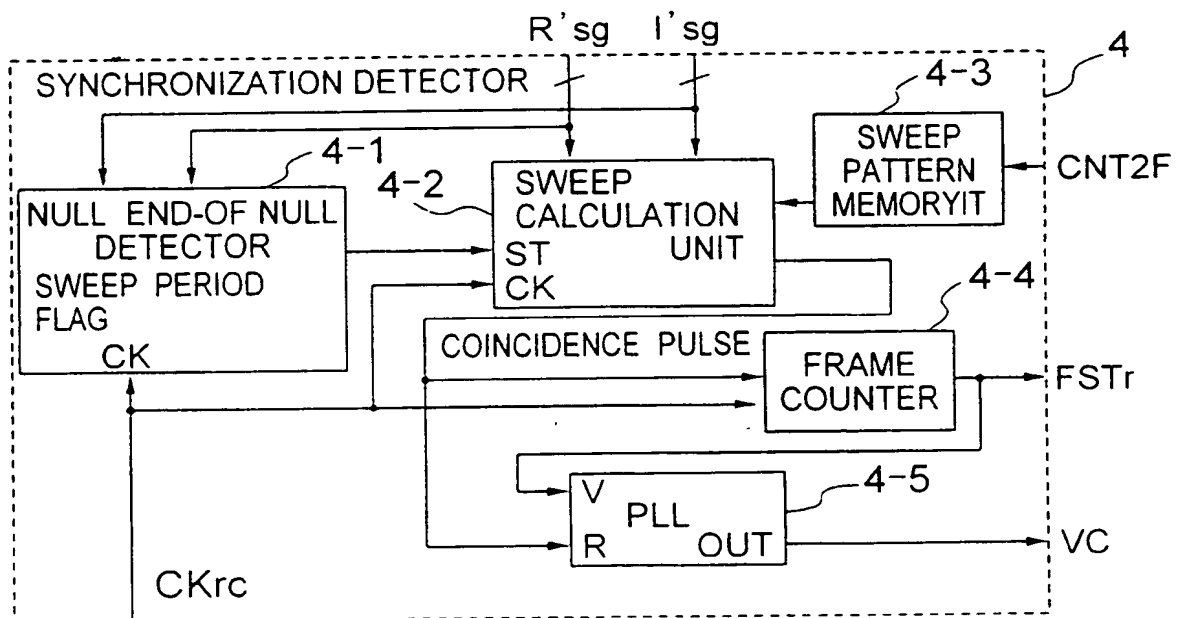 R'sg I'sg
4
SYNCHRONIZATION DETECTOR
4-3
SWEEP
PATTERN
MEMORYIT
CNT2F
4-1
4-2
NULL END-OF NULL
DETECTOR
SWEEP PERIOD
FLAG
CK
SWEEP
CALCULATION
UNIT
ST
CK
4-4
COINCIDENCE PULSE
FRAME
COUNTER
FSTr
4-5
V
PLL
R OUT
VC
CKrc